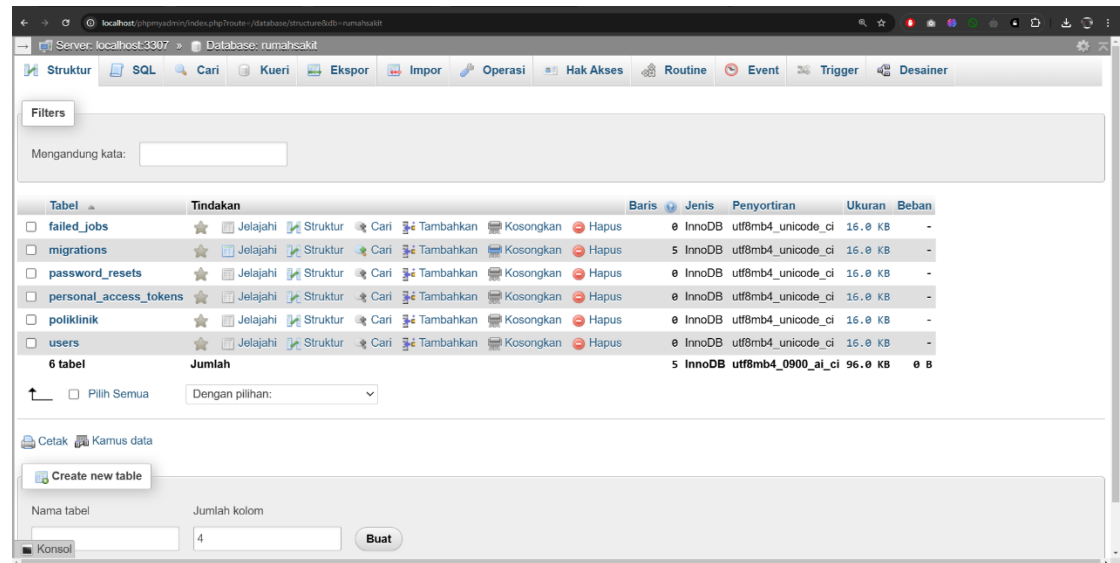 localhost/phpmyadmin/index.php?route=/database/structure&db=rumahsakit
Server: localhost:3307 » Database: rumahsakit
Struktur SQL Cari Kueri Ekspor Impor Operasi Hak Akses Routine Event Trigger Desainer
Filters
Mengandung kata:
Tabel Tindakan Baris Jenis Penyortiran Ukuran Beban
failed_jobs Jelajahi Struktur Cari Tambahkan Kosongkan Hapus 0 InnoDB utf8mb4_unicode_ci 16.0 KB -
migrations Jelajahi Struktur Cari Tambahkan Kosongkan Hapus 5 InnoDB utf8mb4_unicode_ci 16.0 KB -
password_resets Jelajahi Struktur Cari Tambahkan Kosongkan Hapus 0 InnoDB utf8mb4_unicode_ci 16.0 KB -
personal_access_tokens Jelajahi Struktur Cari Tambahkan Kosongkan Hapus 0 InnoDB utf8mb4_unicode_ci 16.0 KB -
poliklinik Jelajahi Struktur Cari Tambahkan Kosongkan Hapus 0 InnoDB utf8mb4_unicode_ci 16.0 KB -
users Jelajahi Struktur Cari Tambahkan Kosongkan Hapus 0 InnoDB utf8mb4_unicode_ci 16.0 KB -
6 tabel Jumlah 5 InnoDB utf8mb4_0900_ai_ci 96.0 KB 0 B
Pilih Semua Dengan pilihan:
Cetak Kamus data
Create new table
Nama tabel Jumlah kolom
4 Buat
Konsol